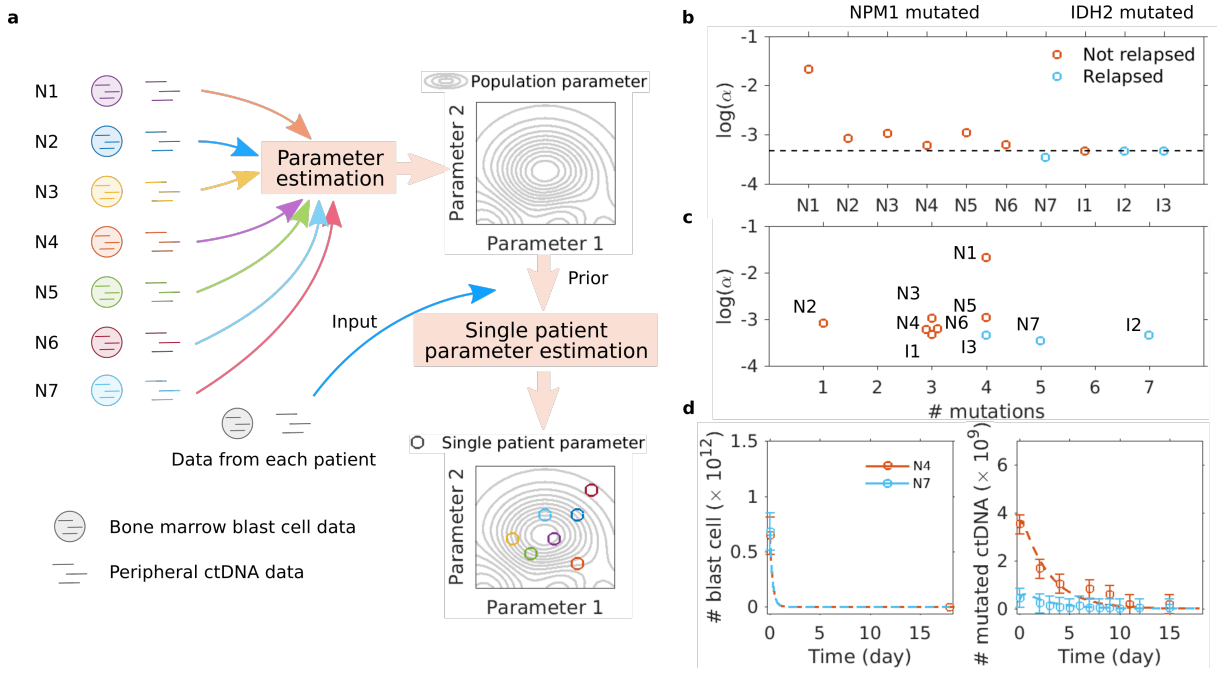 a
N1
N2
N3
N4
N5
N6
N7
Parameter
estimation
Population parameter
Parameter 2
Parameter 1
Prior
Input
Single patient
parameter estimation
Data from each patient
Single patient parameter
Parameter 2
Parameter 1
Bone marrow blast cell data
Peripheral ctDNA data
b
NPM1 mutated
IDH2 mutated
log(α)
-1
-2
-3
-4
Not relapsed
Relapsed
N1 N2 N3 N4 N5 N6 N7 I1 I2 I3
c
log(α)
-1
-2
-3
-4
N1
N2
N3
N4
I1
N5
N6
I3
N7
I2
1 2 3 4 5 6 7
# mutations
d
# blast cell (× 10¹²)
1.5
1
0.5
0
N4
N7
0 5 10 15
Time (day)
# mutated ctDNA (× 10⁹)
6
4
2
0
0 5 10 15
Time (day)